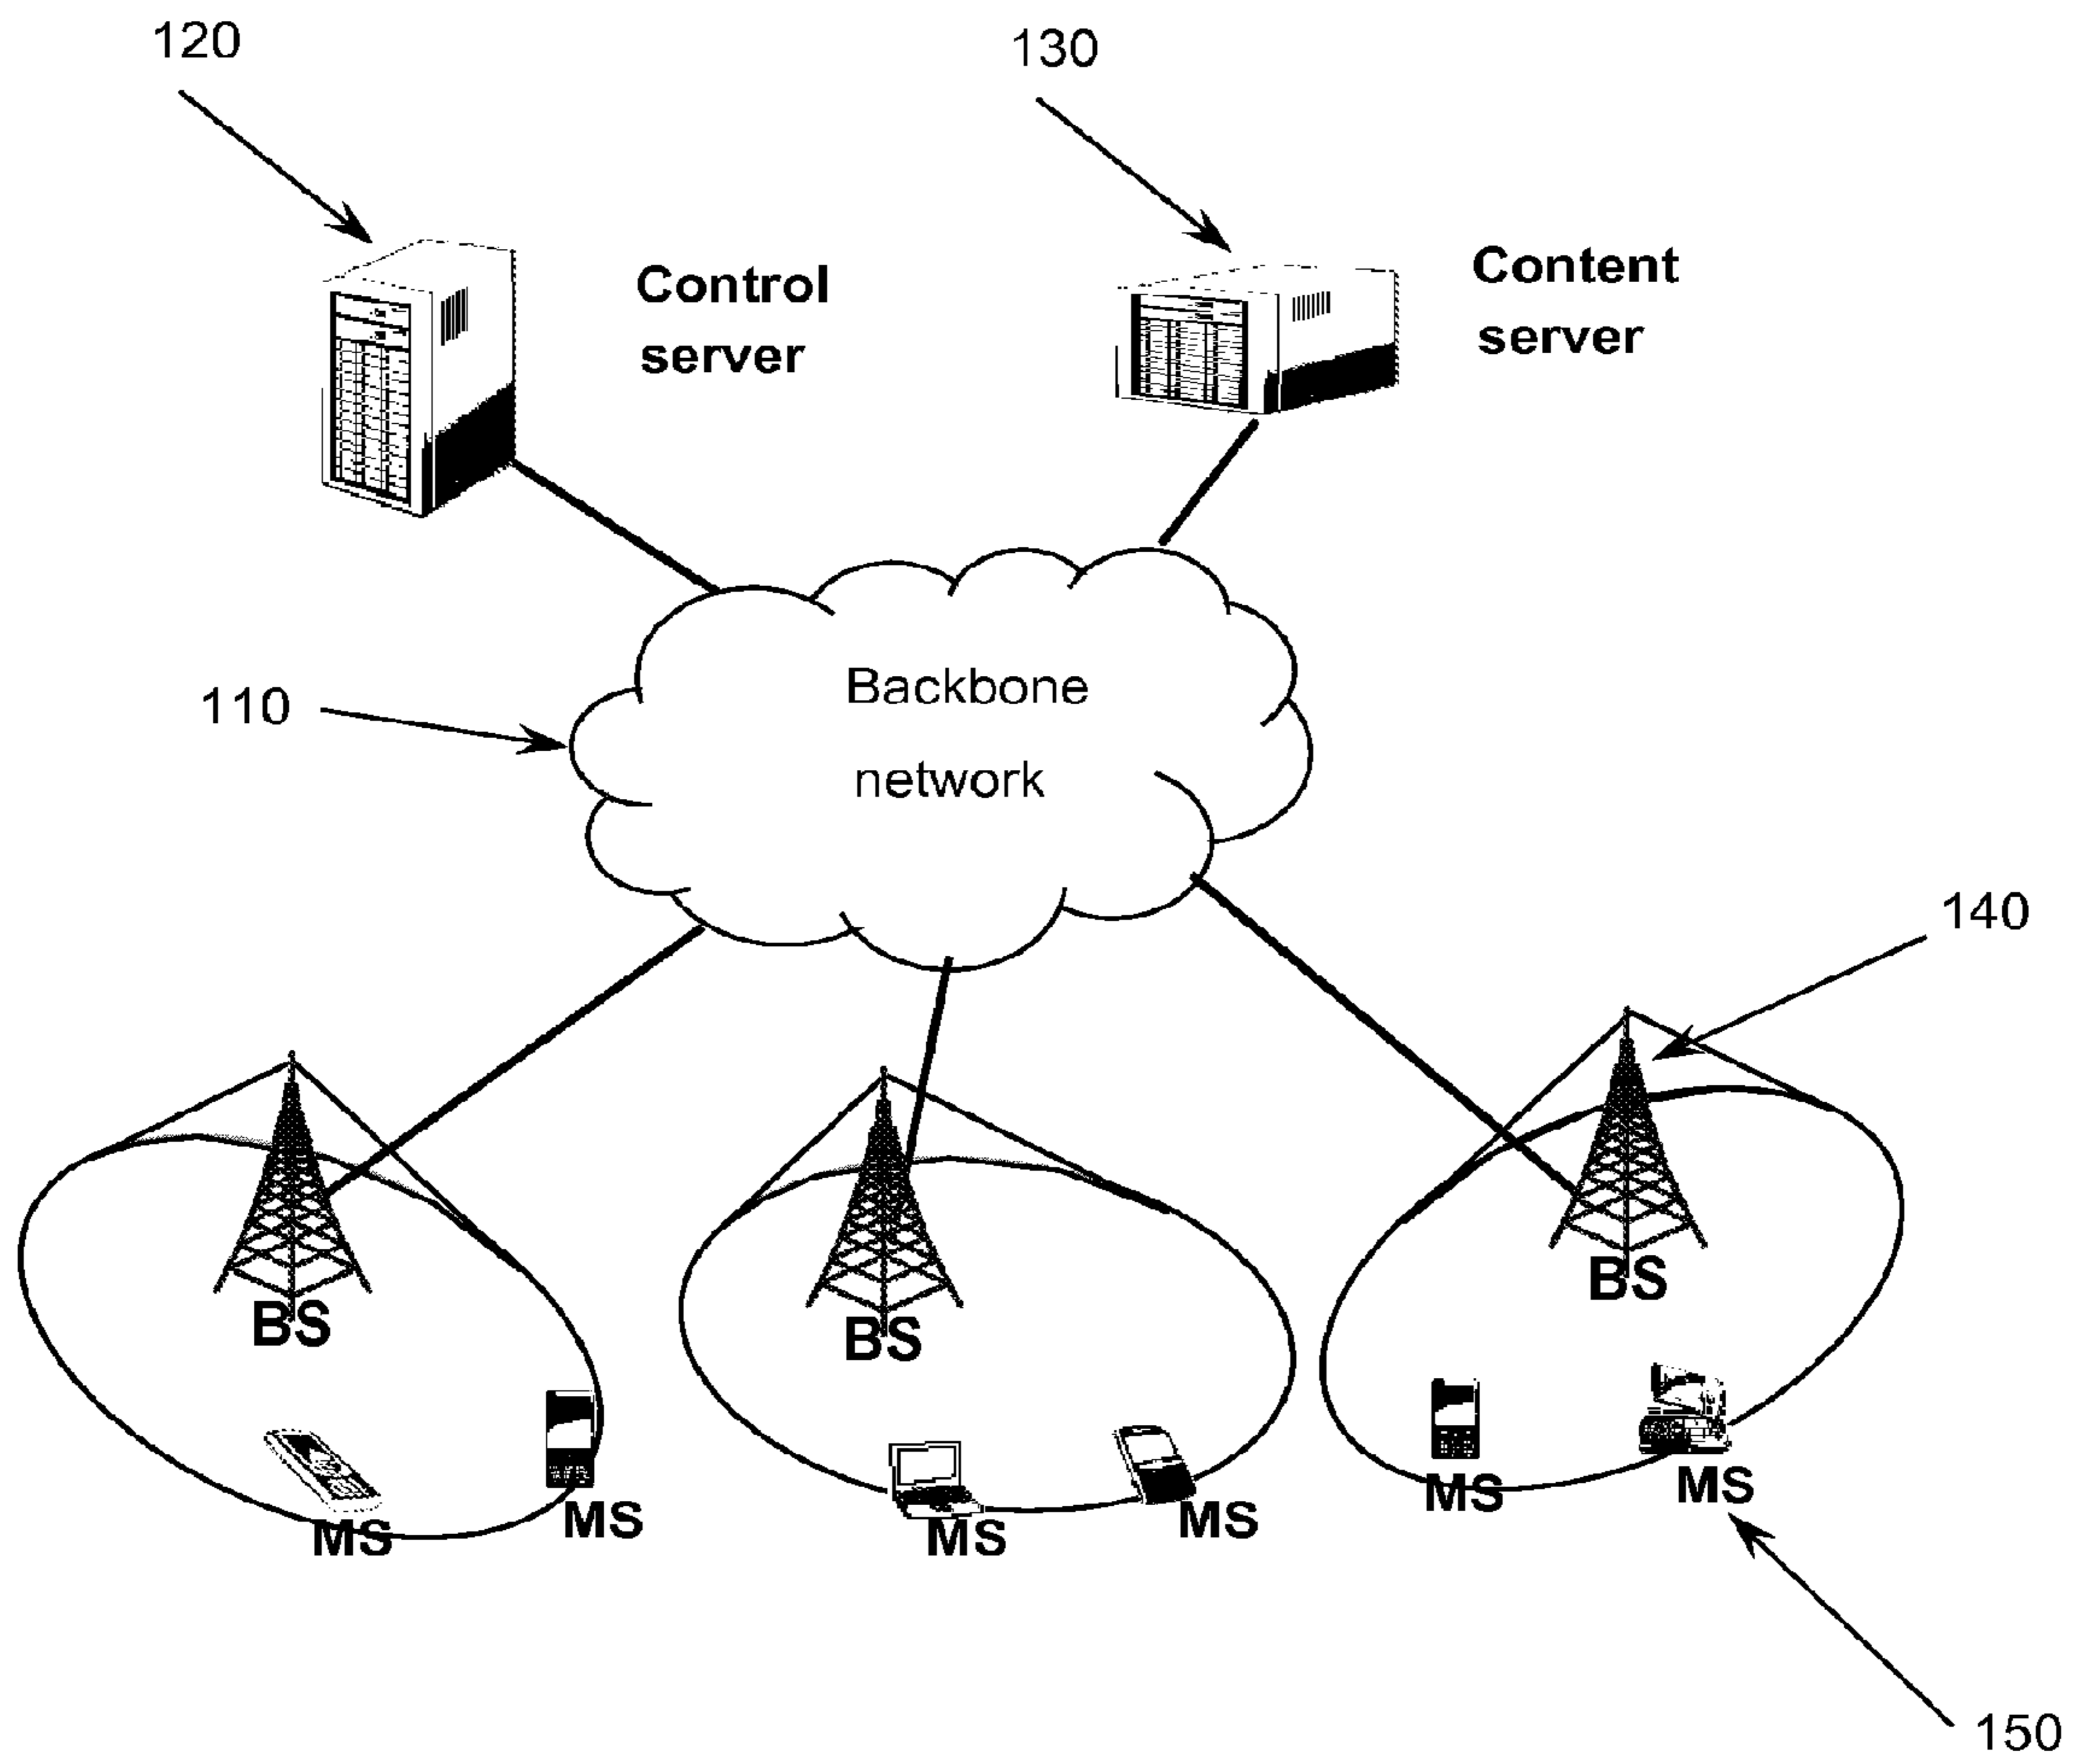 120
130
Control
server
Content
server
Backbone
network
110
140
BS
BS
BS
MS
MS
MS
MS
MS
MS
150